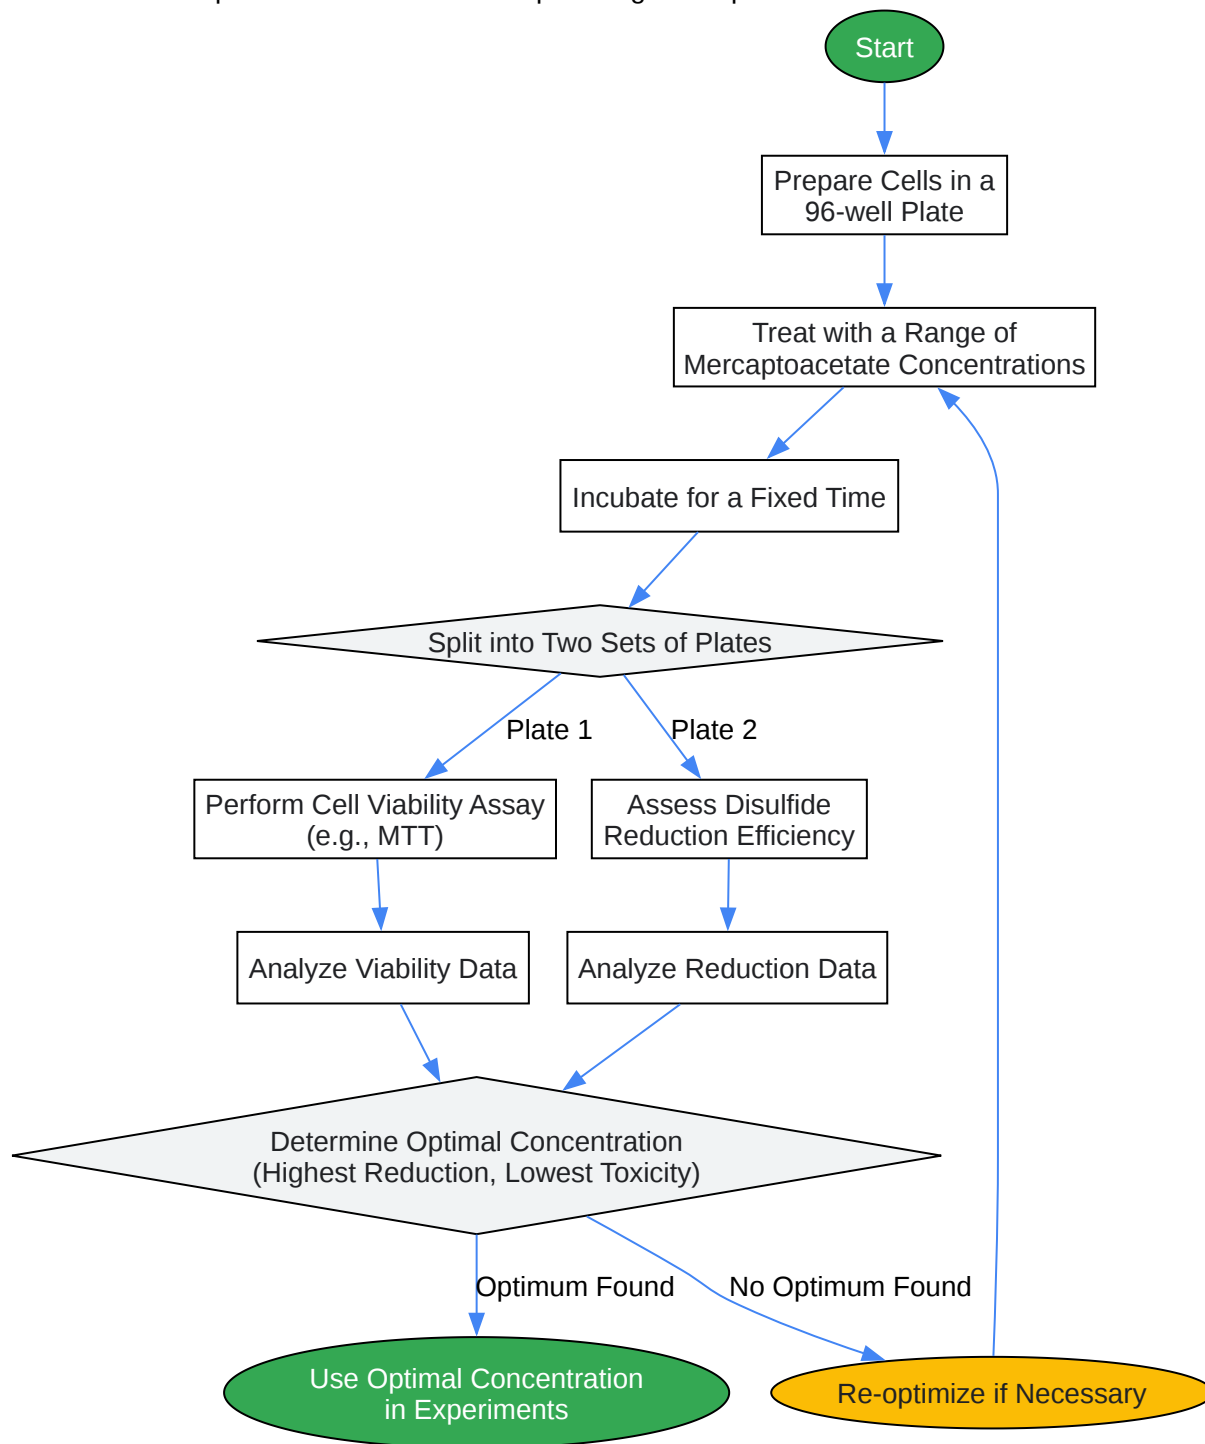 Start
Prepare Cells in a
96-well Plate
Treat with a Range of
Mercaptoacetate Concentrations
Incubate for a Fixed Time
Split into Two Sets of Plates
Plate 1
Plate 2
Perform Cell Viability Assay
(e.g., MTT)
Assess Disulfide
Reduction Efficiency
Analyze Viability Data
Analyze Reduction Data
Determine Optimal Concentration
(Highest Reduction, Lowest Toxicity)
Optimum Found
No Optimum Found
Use Optimal Concentration
in Experiments
Re-optimize if Necessary